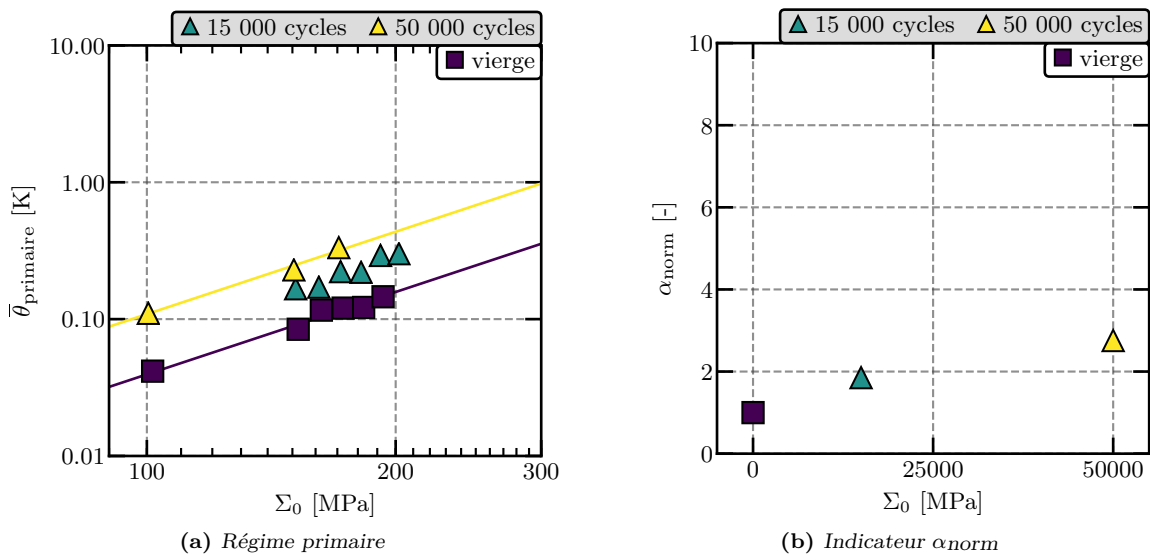 15 000 cycles 50 000 cycles
vierge
10.00
1.00
0.10
0.01
θ̅primaire [K]
100 200 300
Σ0 [MPa]
(a) Régime primaire
15 000 cycles 50 000 cycles
vierge
10
8
6
4
2
0
αnorm [-]
0 25000 50000
Σ0 [MPa]
(b) Indicateur αnorm